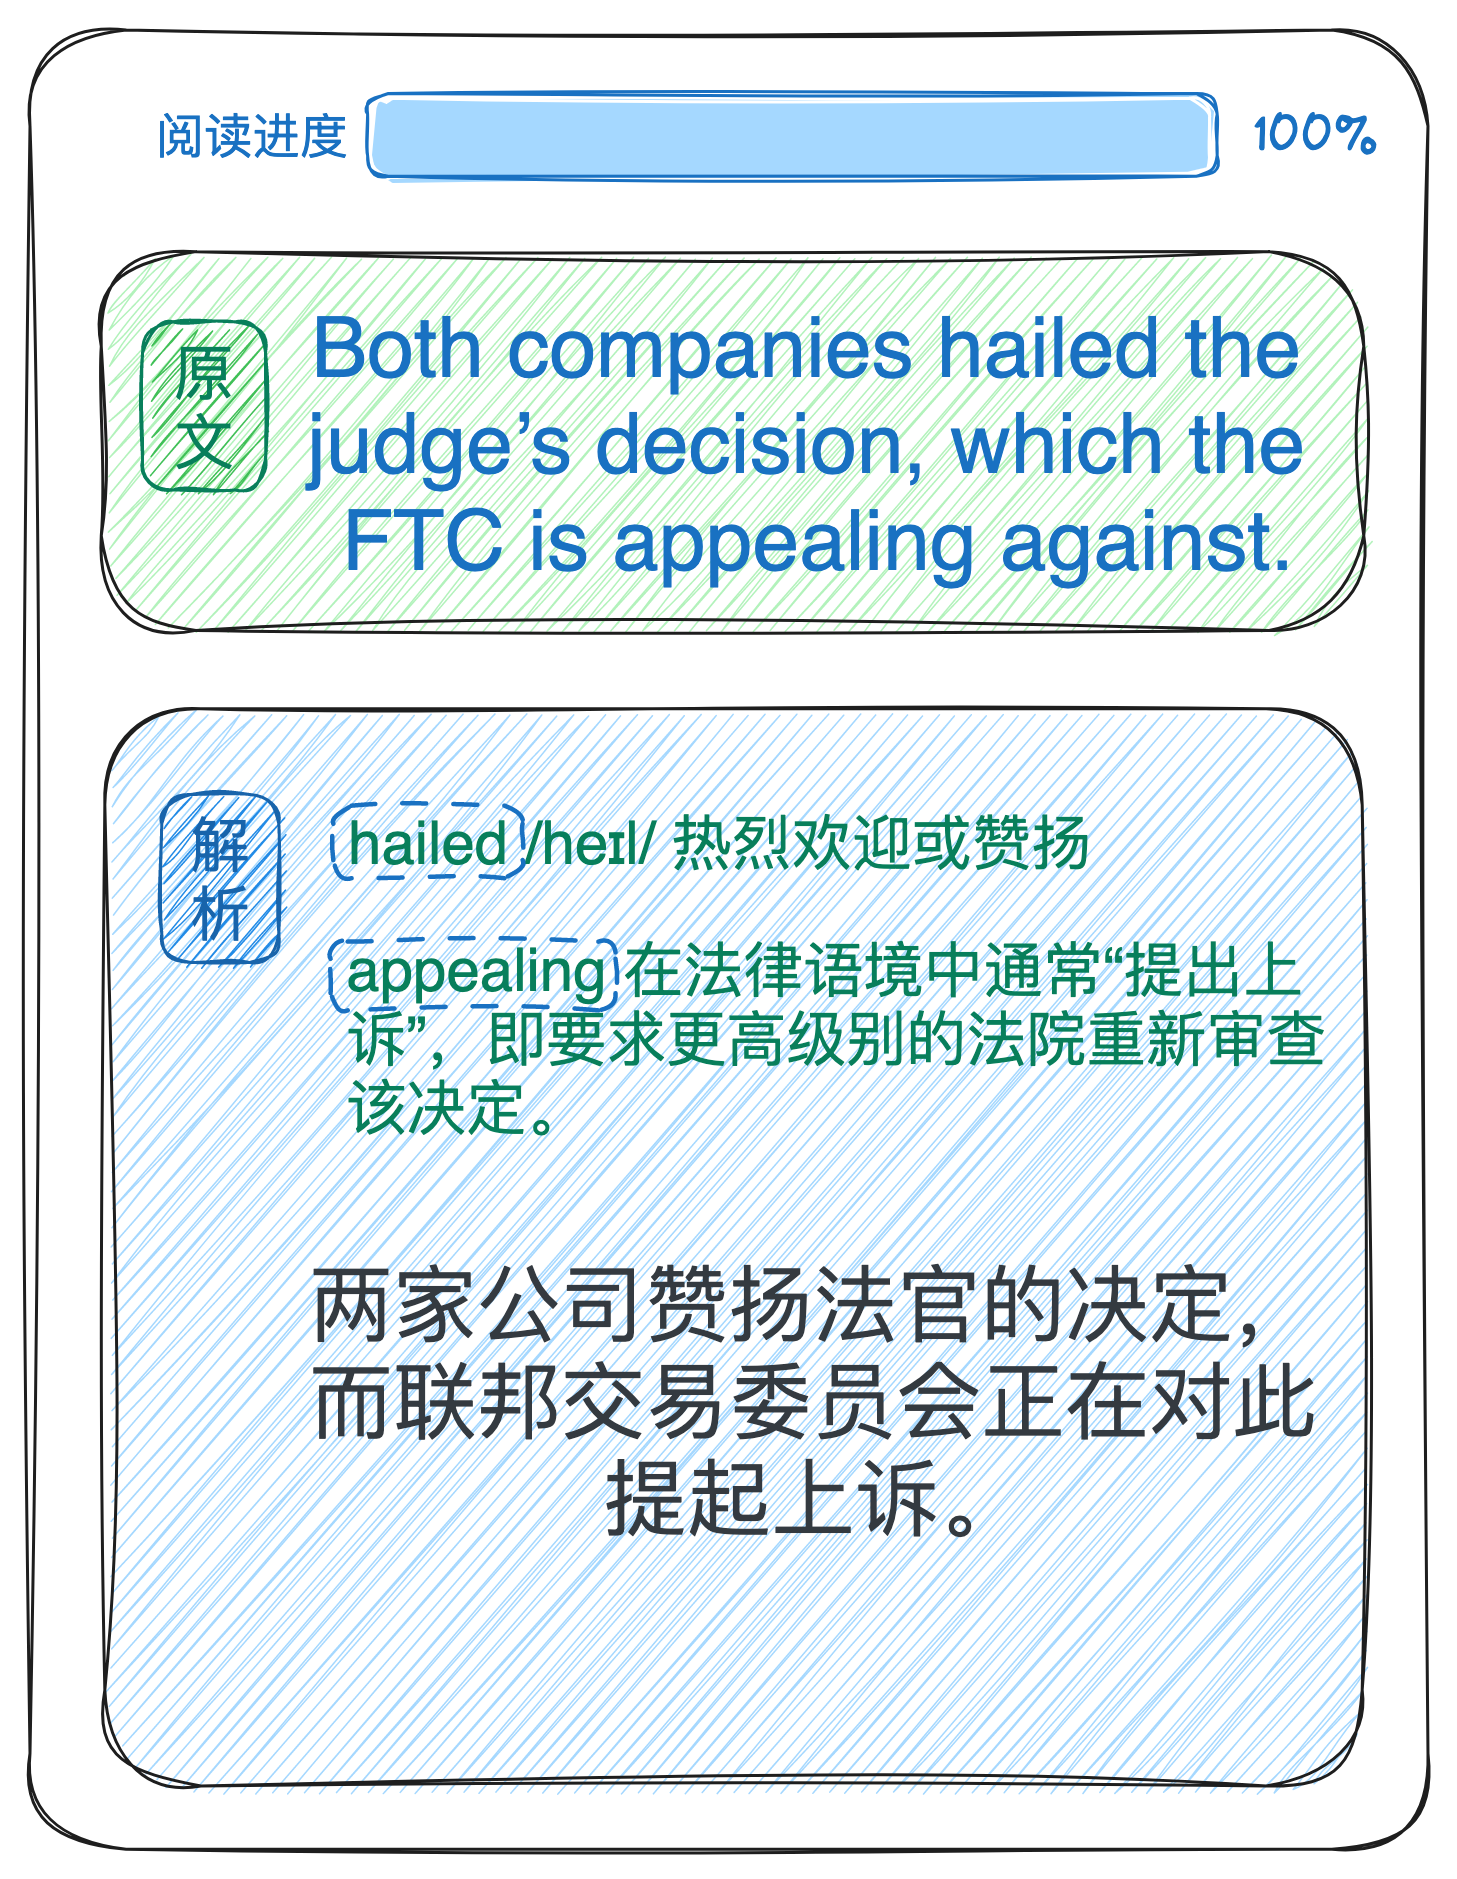 阅读进度 100%
原文
Both companies hailed the
judge’s decision, which the
FTC is appealing against.
解析
hailed /heɪl/ 热烈欢迎或赞扬
appealing 在法律语境中通常“提出上
诉”，即要求更高级别的法院重新审查
该决定。
两家公司赞扬法官的决定，
而联邦交易委员会正在对此
提起上诉。